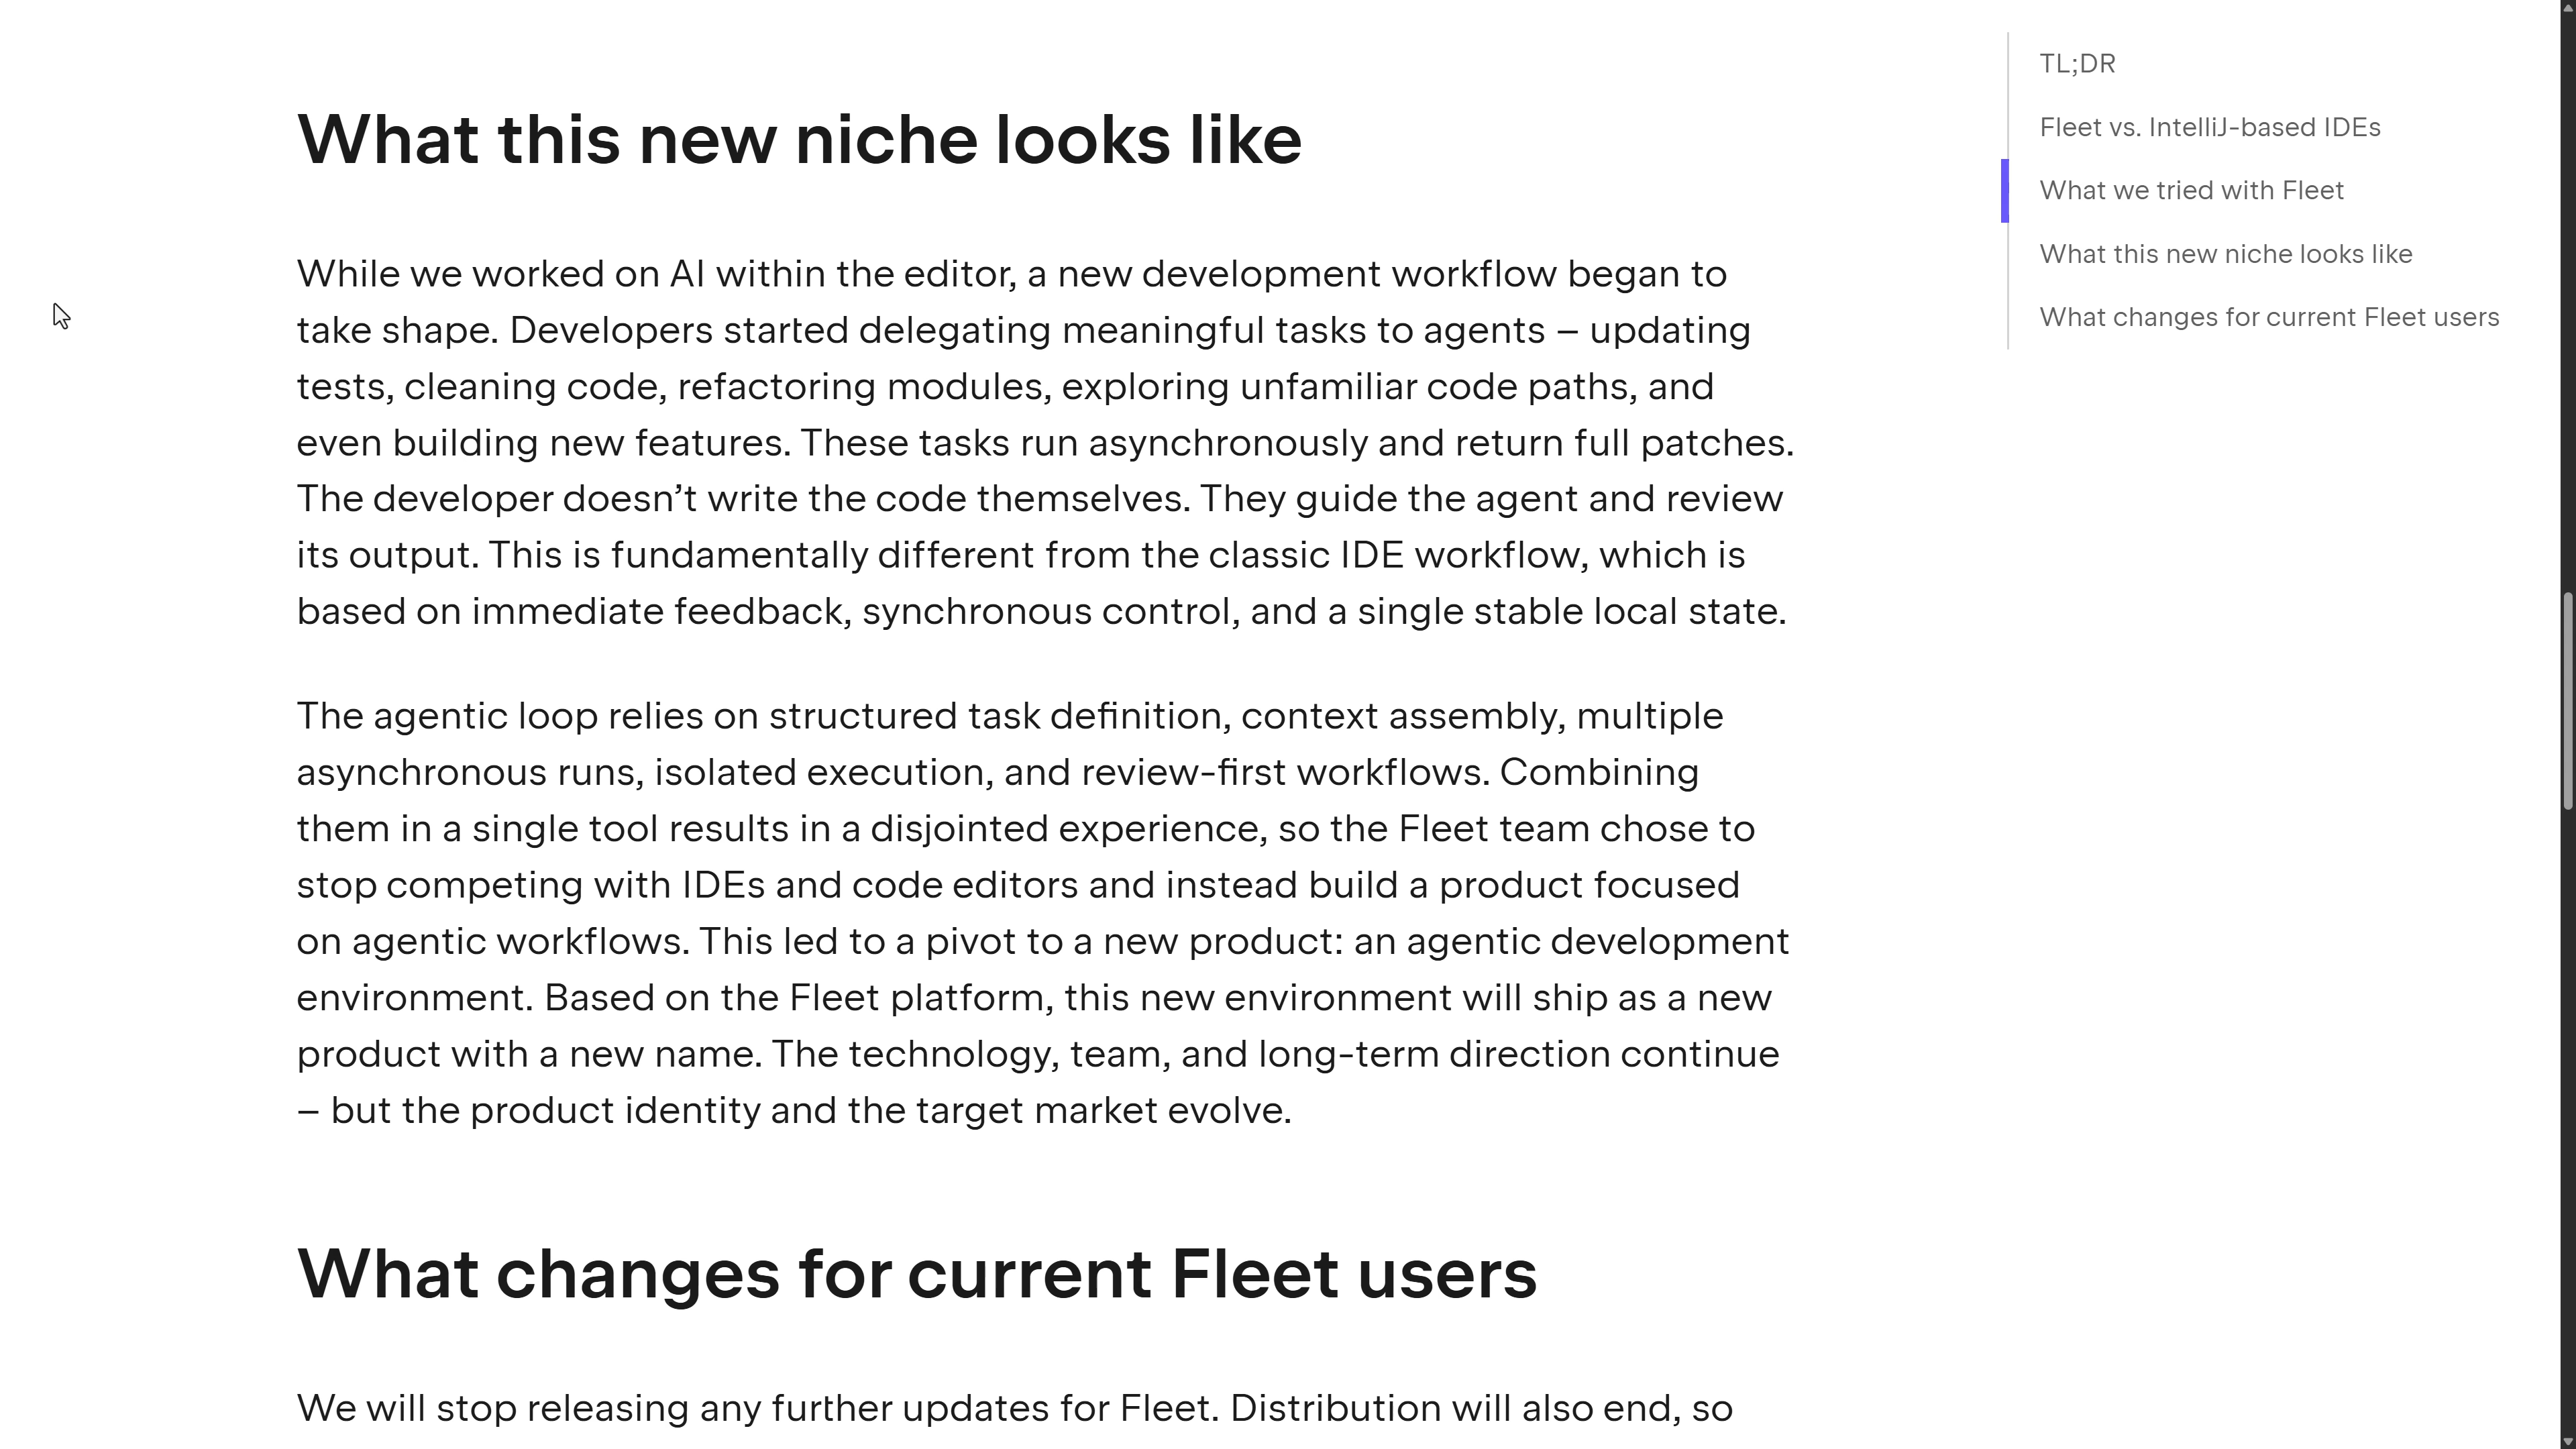 What this new niche looks like
While we worked on AI within the editor, a new development workflow began to
take shape. Developers started delegating meaningful tasks to agents – updating
tests, cleaning code, refactoring modules, exploring unfamiliar code paths, and
even building new features. These tasks run asynchronously and return full patches.
The developer doesn’t write the code themselves. They guide the agent and review
its output. This is fundamentally different from the classic IDE workflow, which is
based on immediate feedback, synchronous control, and a single stable local state.
The agentic loop relies on structured task definition, context assembly, multiple
asynchronous runs, isolated execution, and review-first workflows. Combining
them in a single tool results in a disjointed experience, so the Fleet team chose to
stop competing with IDEs and code editors and instead build a product focused
on agentic workflows. This led to a pivot to a new product: an agentic development
environment. Based on the Fleet platform, this new environment will ship as a new
product with a new name. The technology, team, and long-term direction continue
– but the product identity and the target market evolve.
What changes for current Fleet users
We will stop releasing any further updates for Fleet. Distribution will also end, so
TL;DR
Fleet vs. IntelliJ-based IDEs
What we tried with Fleet
What this new niche looks like
What changes for current Fleet users